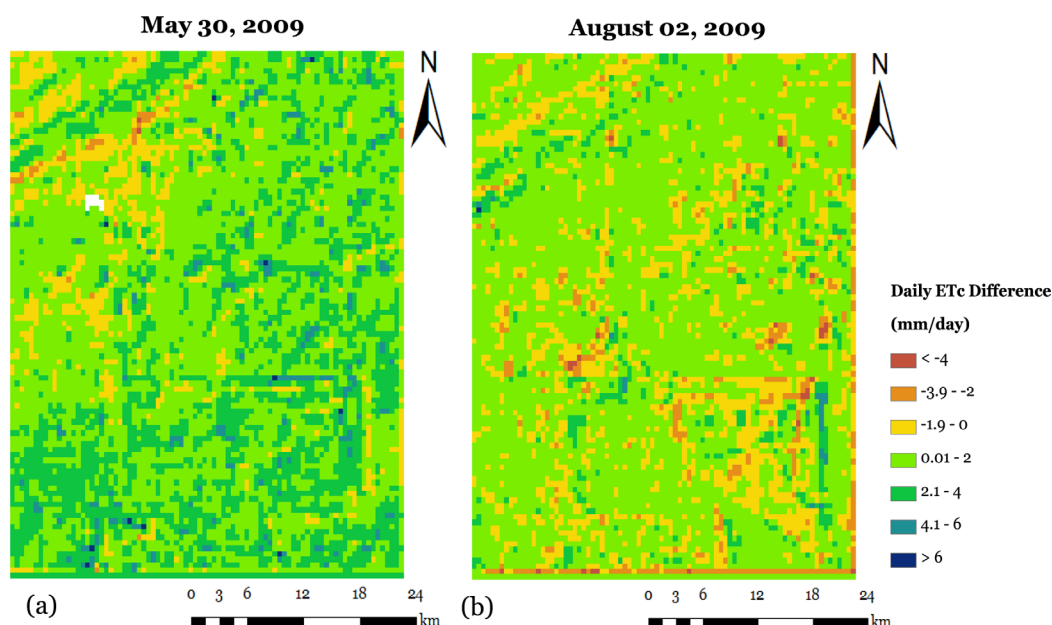 May 30, 2009
August 02, 2009
N
N
Daily ETc Difference
(mm/day)
< -4
-3.9 - -2
-1.9 - 0
0.01 - 2
2.1 - 4
4.1 - 6
> 6
(a)
0 3 6 12 18 24
km
(b)
0 3 6 12 18 24
km